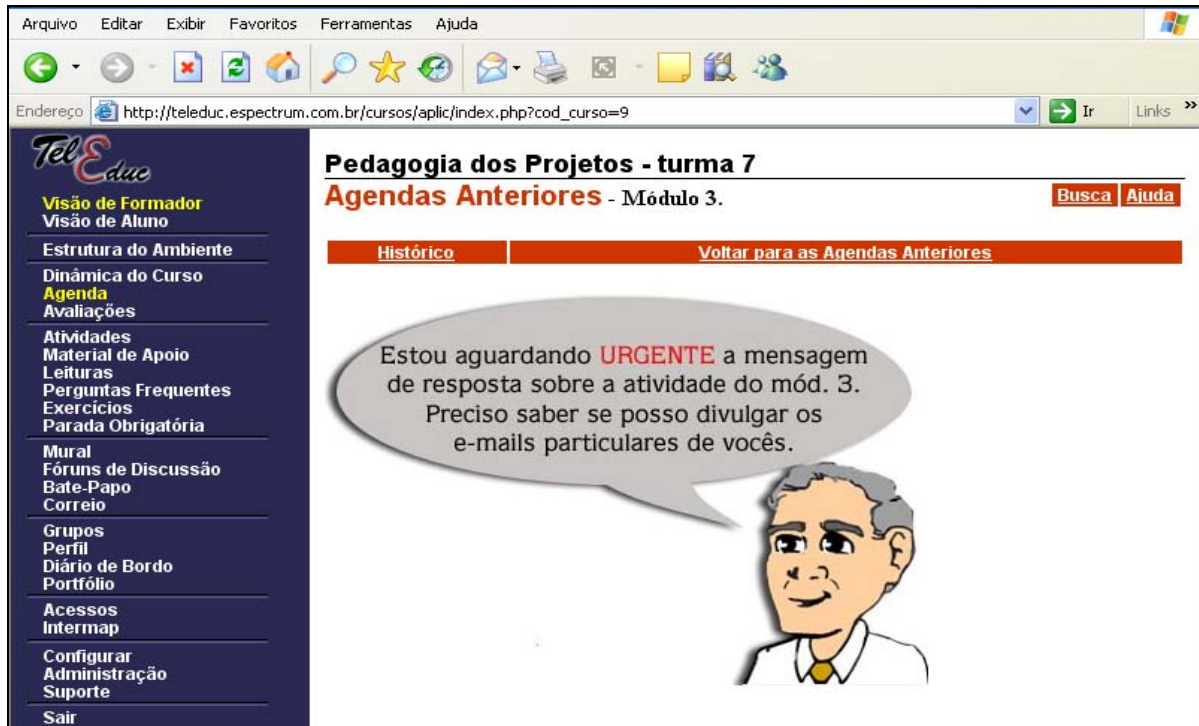 Arquivo Editar Exibir Favoritos Ferramentas Ajuda
Endereço http://teleduc.espectrum.com.br/cursos/aplic/index.php?cod_curso=9 Ir Links »
TelEduc
Visão de Formador
Visão de Aluno
Estrutura do Ambiente
Dinâmica do Curso
Agenda
Avaliações
Atividades
Material de Apoio
Leituras
Perguntas Frequentes
Exercícios
Parada Obrigatória
Mural
Fóruns de Discussão
Bate-Papo
Correio
Grupos
Perfil
Diário de Bordo
Portfólio
Acessos
Intermap
Configurar
Administração
Suporte
Sair
Pedagogia dos Projetos - turma 7
Agendas Anteriores - Módulo 3.
Busca Ajuda
Histórico Voltar para as Agendas Anteriores
Estou aguardando URGENTE a mensagem
de resposta sobre a atividade do mód. 3.
Preciso saber se posso divulgar os
e-mails particulares de vocês.